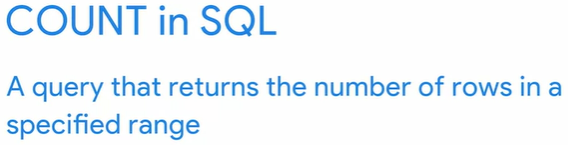 COUNT in SQL
A query that returns the number of rows in a
specified range